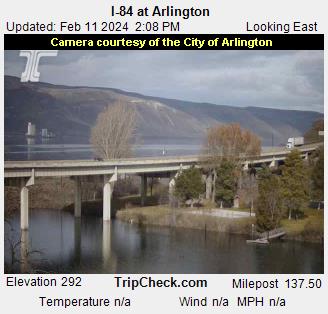 I-84 at Arlington
Updated: Feb 11 2024 2:08 PM Looking East
Camera courtesy of the City of Arlington
Elevation 292 TripCheck.com Milepost 137.50
Temperature n/a Wind n/a MPH n/a